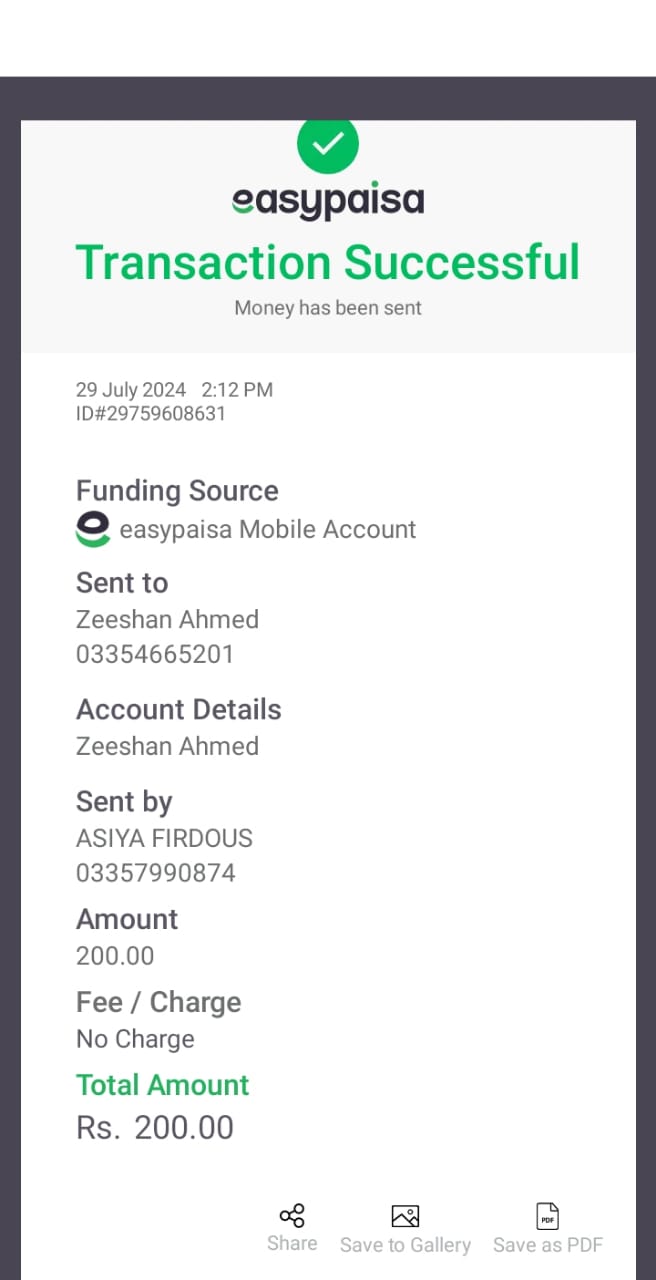 easypaisa
Transaction Successful
Money has been sent
29 July 2024 2:12 PM
ID#29759608631
Funding Source
easypaisa Mobile Account
Sent to
Zeeshan Ahmed
03354665201
Account Details
Zeeshan Ahmed
Sent by
ASIYA FIRDOUS
03357990874
Amount
200.00
Fee / Charge
No Charge
Total Amount
Rs. 200.00
PDF
Share Save to Gallery Save as PDF